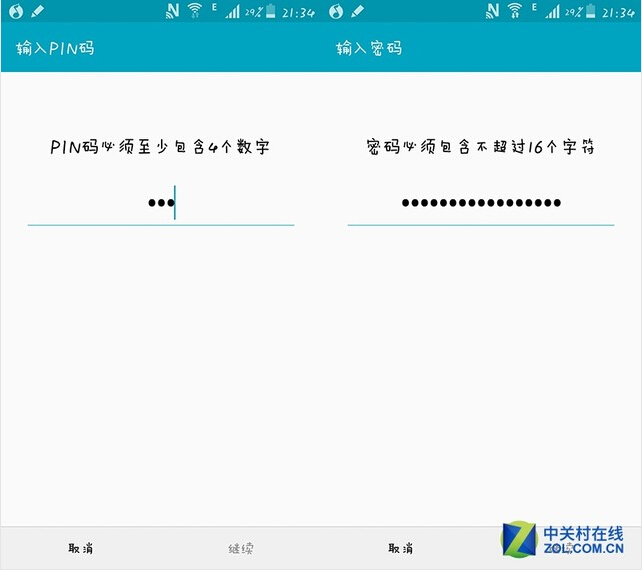 N E 29% 21:34
输入PIN码
PIN码必须至少包含4个数字
•••
取消 继续
N E 29% 21:34
输入密码
密码必须包含不超过16个字符
•••••••••••••••••
取消 继续
中关村在线
ZOL.COM.CN